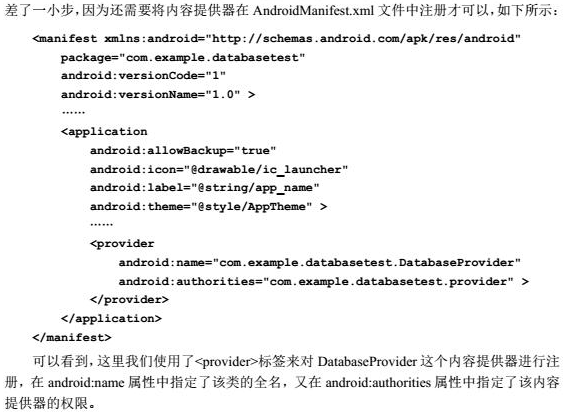 差了一小步,因为还需要将内容提供器在 AndroidManifest.xml 文件中注册才可以,如下所示:
<manifest xmlns:android="http://schemas.android.com/apk/res/android"
package="com.example.databasetest"
android:versionCode="1"
android:versionName="1.0" >
……
<application
android:allowBackup="true"
android:icon="@drawable/ic_launcher"
android:label="@string/app_name"
android:theme="@style/AppTheme" >
……
<provider
android:name="com.example.databasetest.DatabaseProvider"
android:authorities="com.example.databasetest.provider" >
</provider>
</application>
</manifest>
可以看到,这里我们使用了<provider>标签来对 DatabaseProvider 这个内容提供器进行注
册,在 android:name 属性中指定了该类的全名,又在 android:authorities 属性中指定了该内容
提供器的权限。